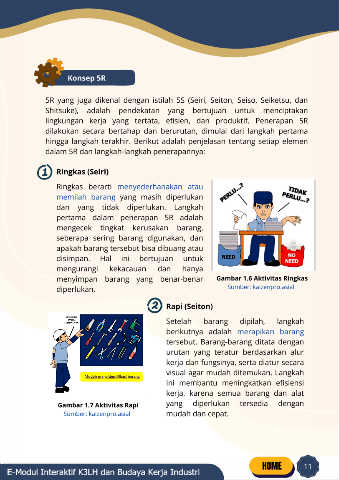 Konsep 5R
5R yang juga dikenal dengan istilah 5S (Seiri, Seiton, Seiso, Seiketsu, dan
Shitsuke), adalah pendekatan yang bertujuan untuk menciptakan
lingkungan kerja yang tertata, efisien, dan produktif. Penerapan 5R
dilakukan secara bertahap dan berurutan, dimulai dari langkah pertama
hingga langkah terakhir. Berikut adalah penjelasan tentang setiap elemen
dalam 5R dan langkah-langkah penerapannya:
1 Ringkas (Seiri)
Ringkas berarti menyederhanakan atau
memilah barang yang masih diperlukan
dan yang tidak diperlukan. Langkah
pertama dalam penerapan 5R adalah
mengecek tingkat kerusakan barang,
seberapa sering barang digunakan, dan
apakah barang tersebut bisa dibuang atau
disimpan. Hal ini bertujuan untuk
mengurangi kekacauan dan hanya
menyimpan barang yang benar-benar
diperlukan.
PERLU...?
TIDAK
PERLU...?
NEED
NO
NEED
Gambar 1.6 Aktivitas Ringkas
Sumber: kaizenpro.asial
2 Rapi (Seiton)
Setelah barang dipilah, langkah
berikutnya adalah merapikan barang
tersebut. Barang-barang ditata dengan
urutan yang teratur berdasarkan alur
kerja dan fungsinya, serta diatur secara
visual agar mudah ditemukan. Langkah
ini membantu meningkatkan efisiensi
kerja, karena semua barang dan alat
yang diperlukan tersedia dengan
mudah dan cepat.
Gambar 1.7 Aktivitas Rapi
Sumber: kaizenpro.asial
E-Modul Interaktif K3LH dan Budaya Kerja Industri
HOME
11